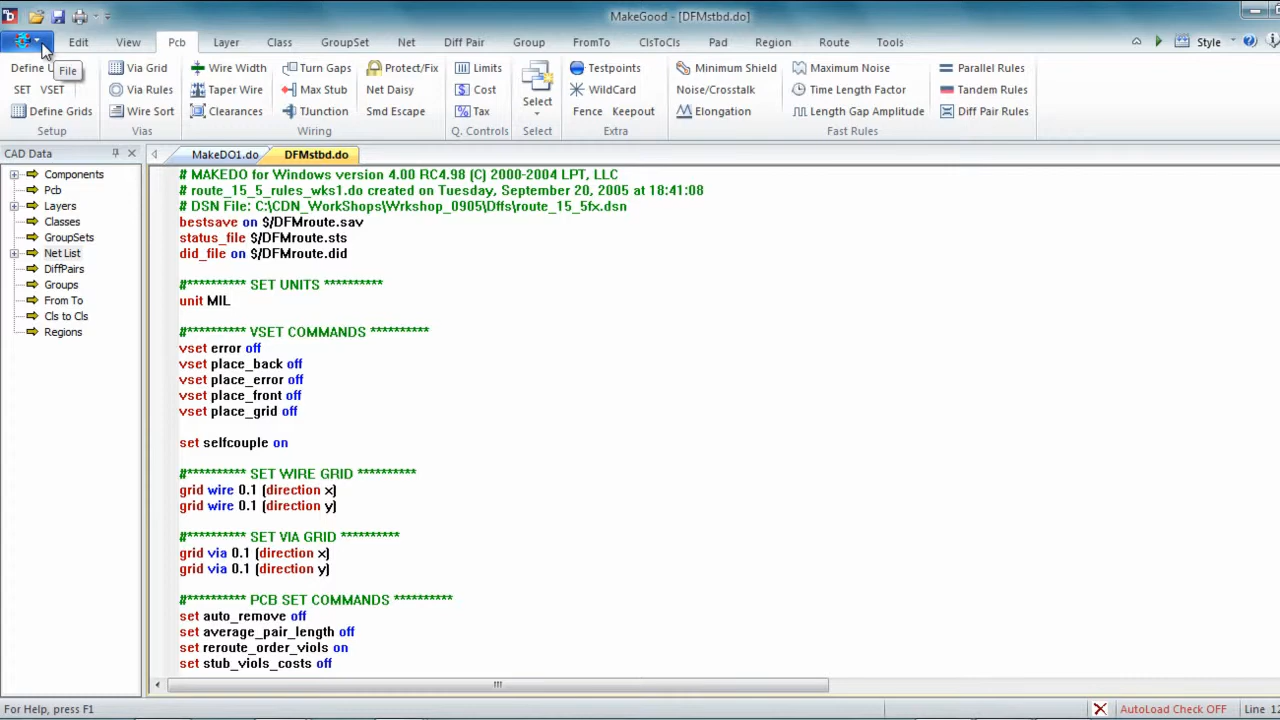 MakeGood - [DFMstbd.do]
Edit View Pcb Layer Class GroupSet Net Diff Pair Group FromTo ClsToCls Pad Region Route Tools Style
File
Define U
SET VSET
Define Grids
Setup
Via Grid
Via Rules
Wire Sort
Vias
Wire Width Turn Gaps Protect/Fix
Taper Wire Max Stub Net Daisy
Clearances TJunction Smd Escape
Wiring
Limits
Cost
Tax
Q. Controls
Select
Select
Testpoint
WildCard
Fence Keepout
Extra
Minimum Shield Maximum Noise Parallel Rules
Noise/Crosstalk Time Length Factor Tandem Rules
Elongation Length Gap Amplitude Diff Pair Rules
Fast Rules
CAD Data
Components
Pcb
Layers
Classes
GroupSets
Net List
DiffPairs
Groups
From To
Cls to Cls
Regions
MakeDO1.do DFMstbd.do
# MAKEDO for Windows version 4.00 RC4.98 (C) 2000-2004 LPT, LLC
# route_15_5_rules_wks1.do created on Tuesday, September 20, 2005 at 18:41:08
# DSN File: C:\CDN_WorkShops\Wrkshop_0905\Dffs\route_15_5fx.dsn
bestsave on $/DFMroute.sav
status_file $/DFMroute.sts
did_file on $/DFMroute.did
#********** SET UNITS **********
unit MIL
#********** VSET COMMANDS **********
vset error off
vset place_back off
vset place_error off
vset place_front off
vset place_grid off
set selfcouple on
#********** SET WIRE GRID **********
grid wire 0.1 (direction x)
grid wire 0.1 (direction y)
#********** SET VIA GRID **********
grid via 0.1 (direction x)
grid via 0.1 (direction y)
#********** PCB SET COMMANDS **********
set auto_remove off
set average_pair_length off
set reroute_order_viols on
set stub_viols_costs off
For Help, press F1
AutoLoad Check OFF
Line 12